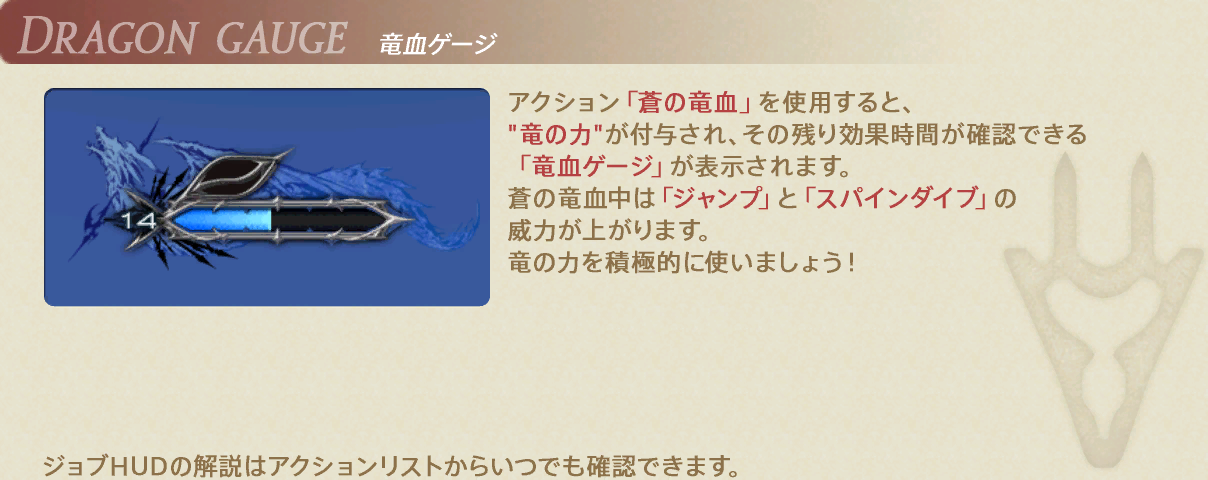 DRAGON GAUGE 竜血ゲージ
アクション「蒼の竜血」を使用すると、
"竜の力"が付与され、その残り効果時間が確認できる
「竜血ゲージ」が表示されます。
蒼の竜血中は「ジャンプ」と「スパインダイブ」の
威力が上がります。
竜の力を積極的に使いましょう！
14
ジョブHUDの解説はアクションリストからいつでも確認できます。